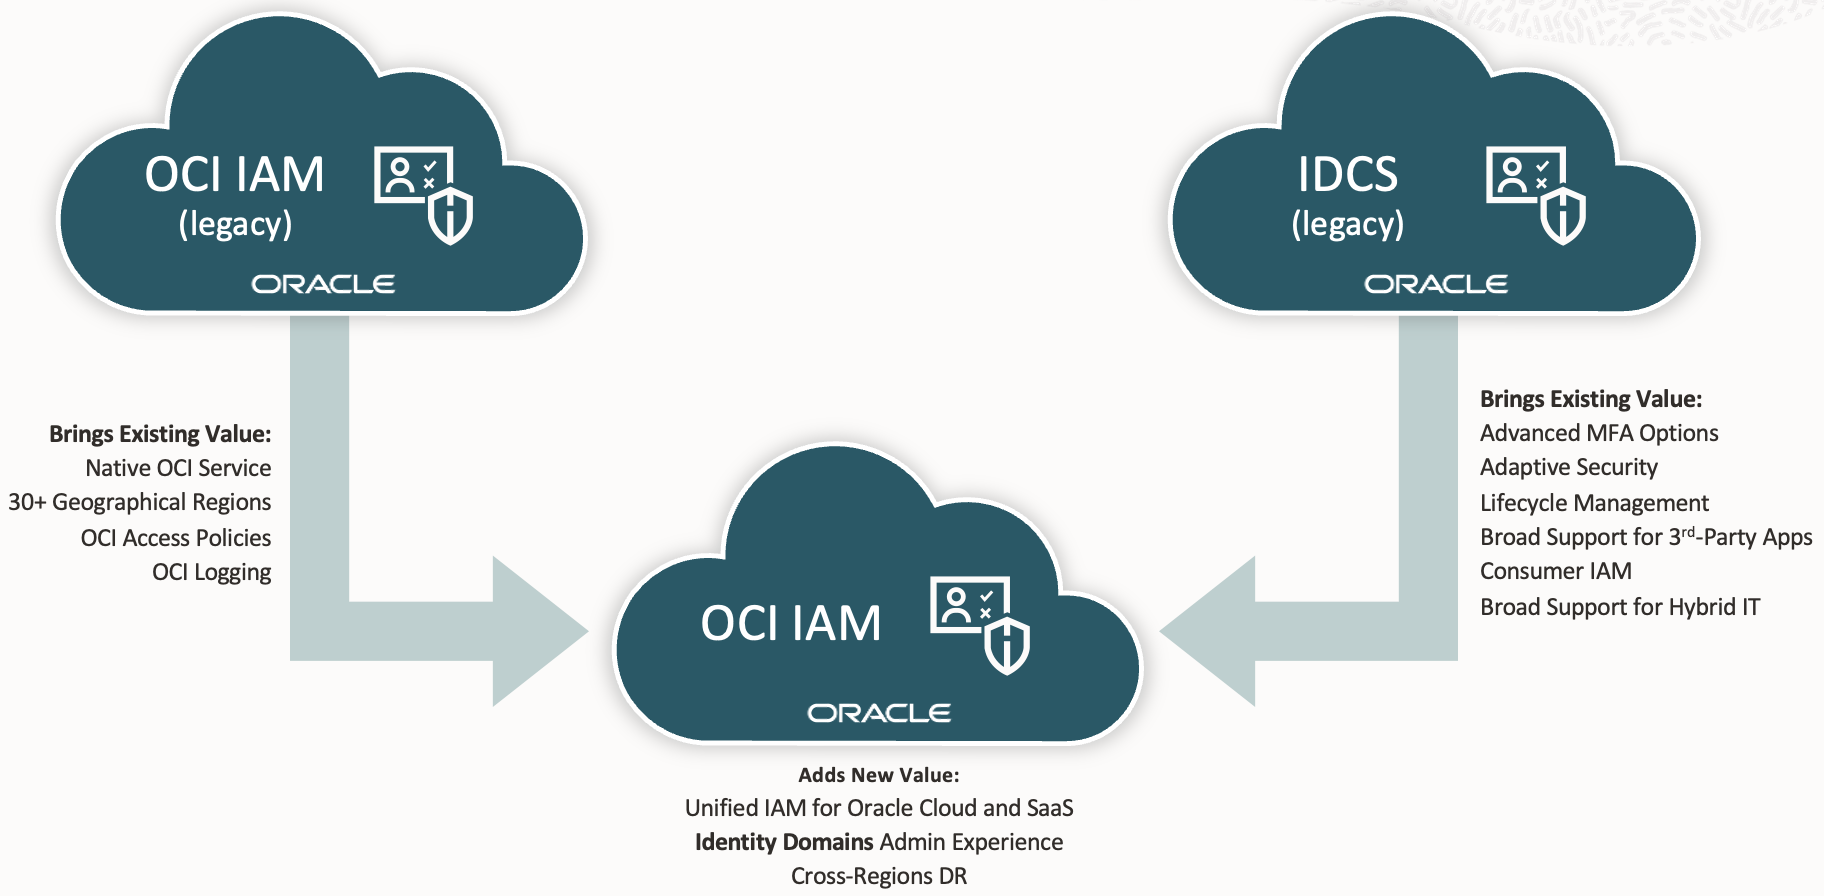 OCI IAM
(legacy)
ORACLE
IDCS
(legacy)
ORACLE
Brings Existing Value:
Native OCI Service
30+ Geographical Regions
OCI Access Policies
OCI Logging
Brings Existing Value:
Advanced MFA Options
Adaptive Security
Lifecycle Management
Broad Support for 3rd-Party Apps
Consumer IAM
Broad Support for Hybrid IT
OCI IAM
ORACLE
Adds New Value:
Unified IAM for Oracle Cloud and SaaS
Identity Domains Admin Experience
Cross-Regions DR